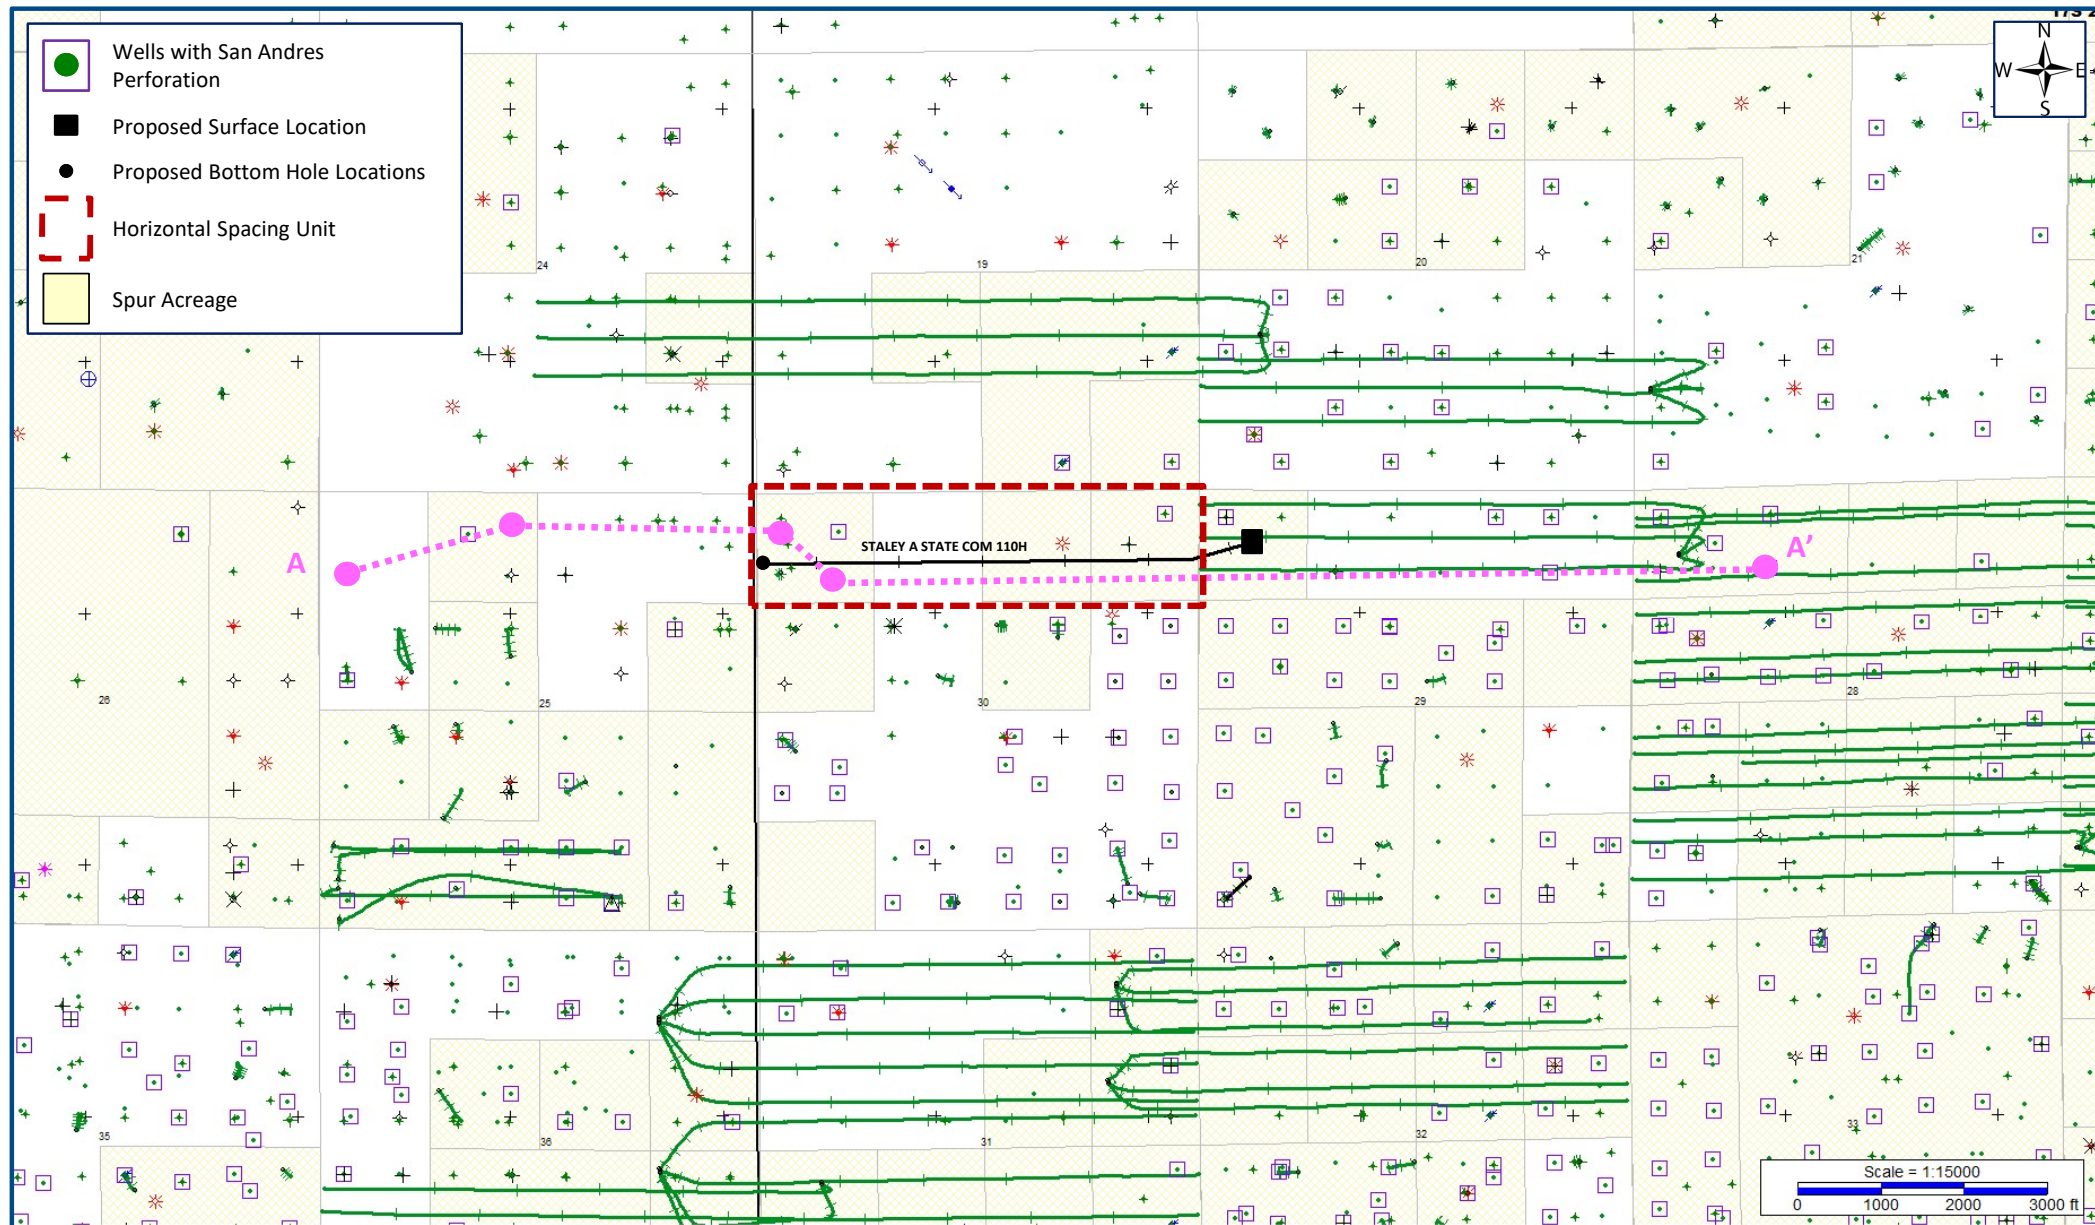 Wells with San Andres
Perforation
Proposed Surface Location
Proposed Bottom Hole Locations
Horizontal Spacing Unit
Spur Acreage
N
W
E
S
24
19
20
21
A
STALEY A STATE COM 110H
A’
26
25
30
29
28
35
36
31
32
33
Scale = 1:15000
0
1000
2000
3000 ft